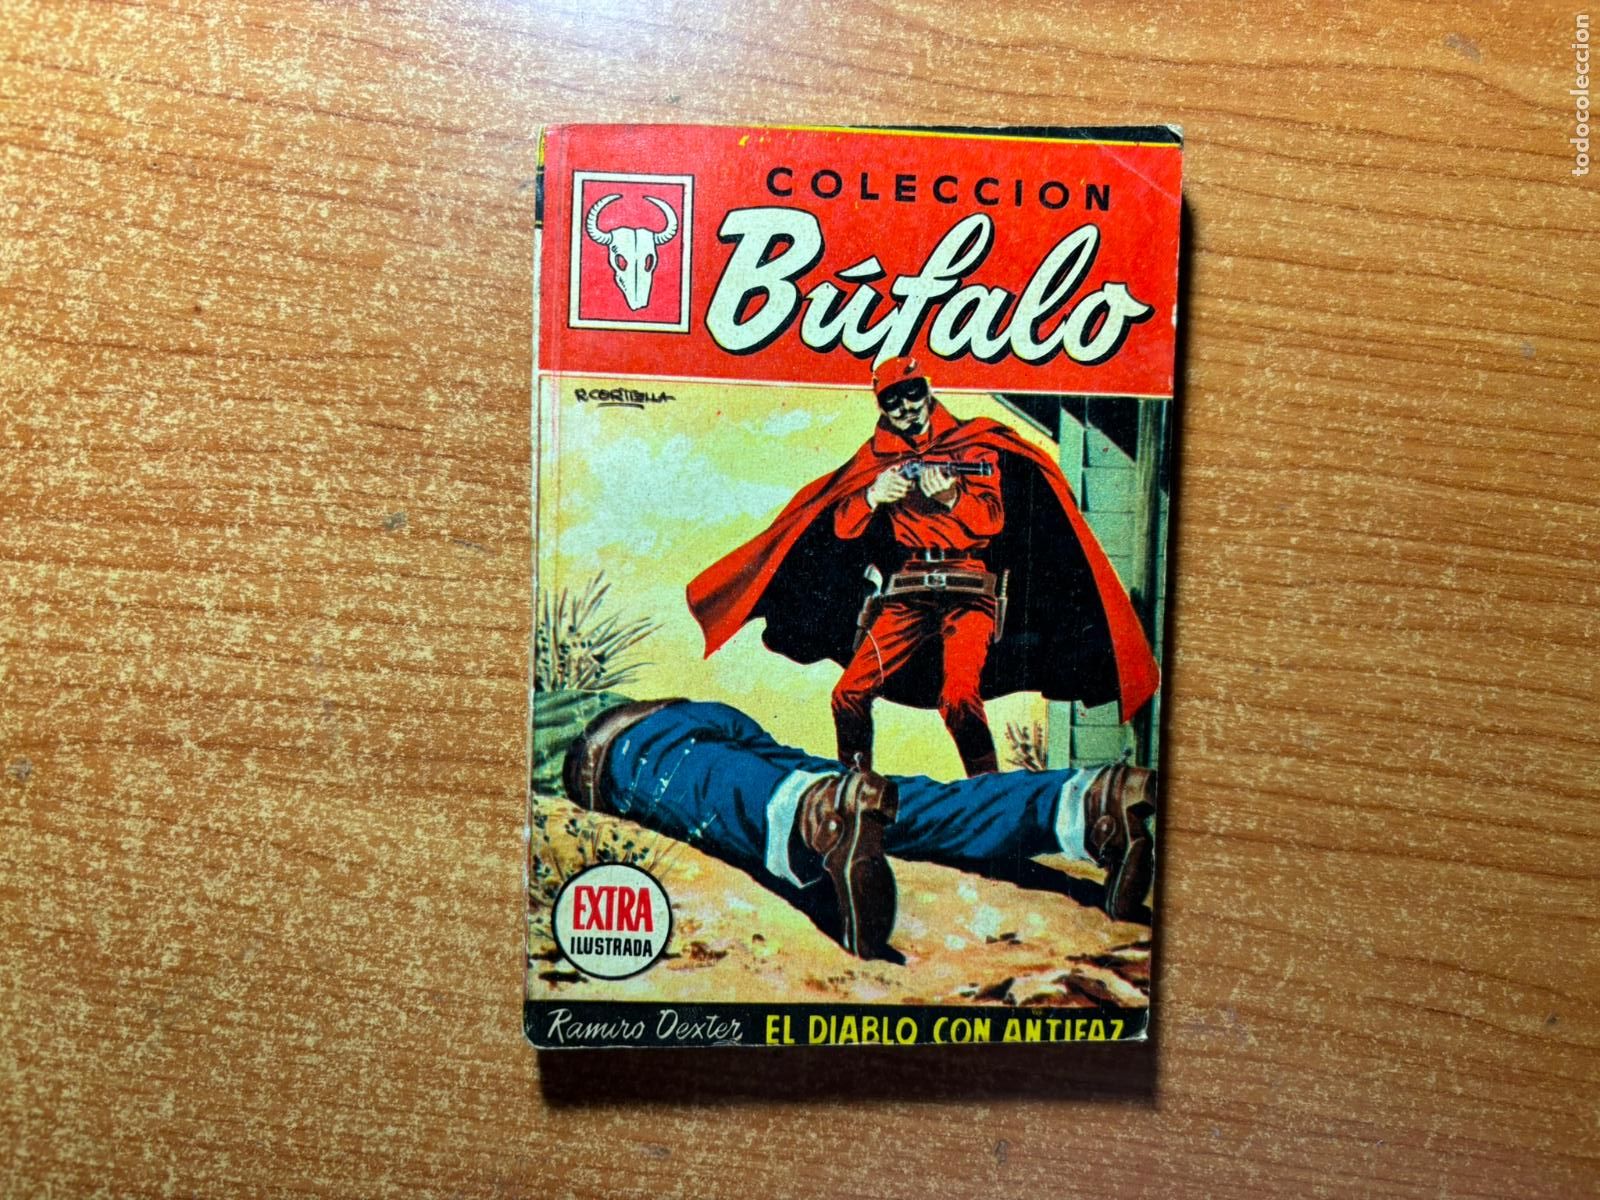 COLECCION
Búfalo
R. CORTIELLA
EXTRA
ILUSTRADA
Ramiro Dexter EL DIABLO CON ANTIFAZ
todocoleccion